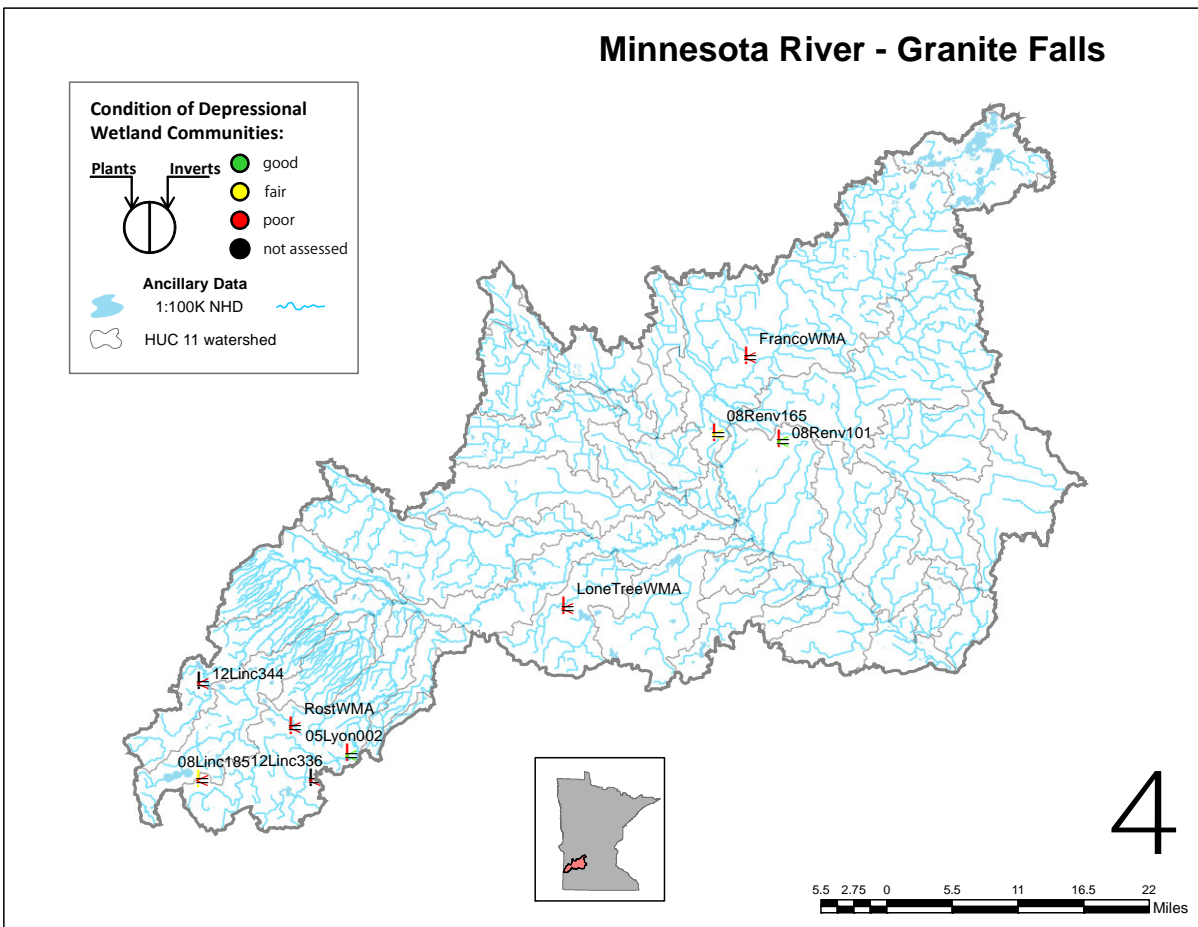 Minnesota River - Granite Falls
Condition of Depressional
Wetland Communities:
Plants
Inverts
good
fair
poor
not assessed
Ancillary Data
1:100K NHD
HUC 11 watershed
FrancoWMA
08Renv165
08Renv101
LoneTreeWMA
12Linc344
RostWMA
05Lyon002
08Linc185
12Linc336
4
5.5 2.75 0 5.5 11 16.5 22
Miles